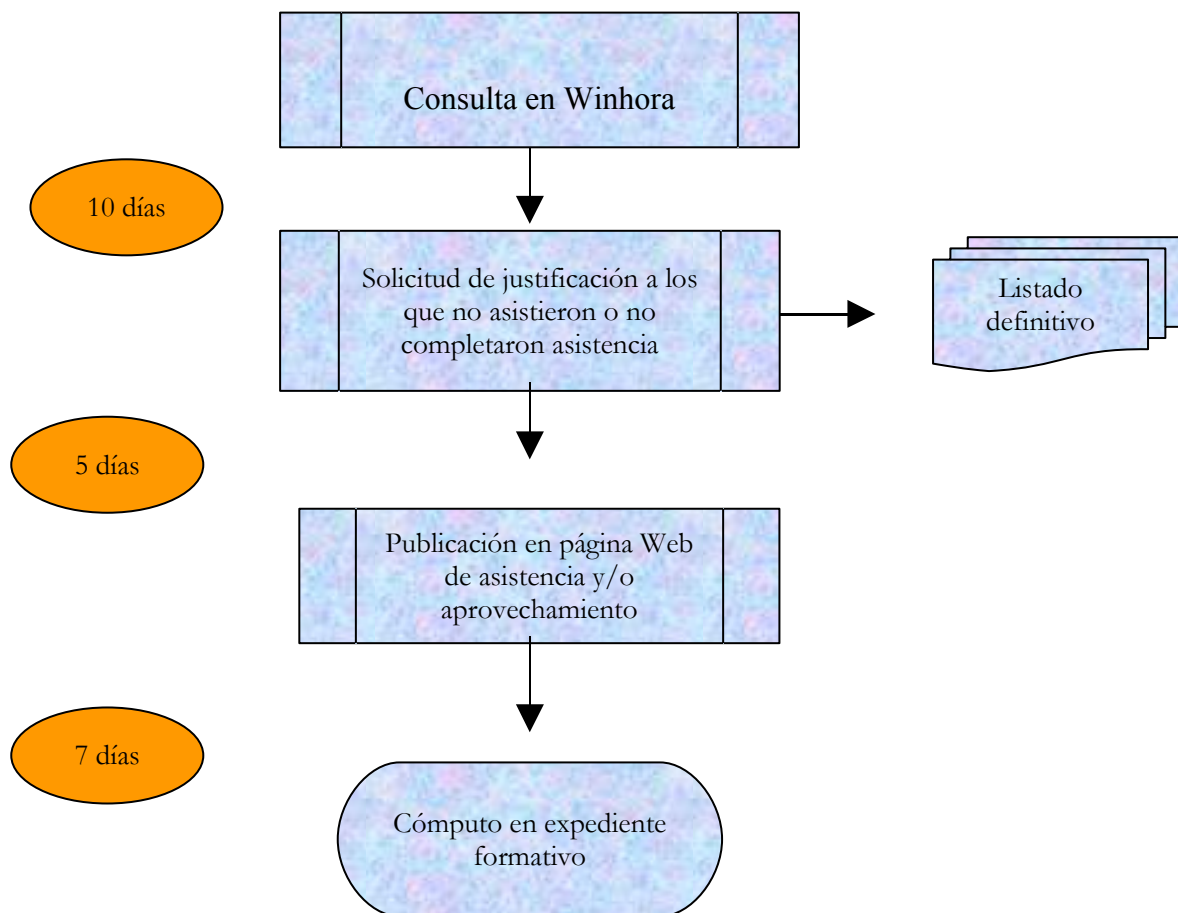 Consulta en Winhora
10 días
Solicitud de justificación a los
que no asistieron o no
completaron asistencia
Listado
definitivo
5 días
Publicación en página Web
de asistencia y/o
aprovechamiento
7 días
Cómputo en expediente
formativo